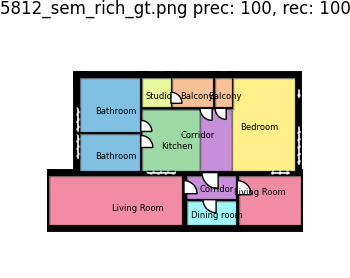 5812_sem_rich_gt.png prec: 100, rec: 100
Studio Balcony Balcony
Bathroom
Bedroom
Corridor
Kitchen
Bathroom
Corridor Living Room
Living Room
Dining room